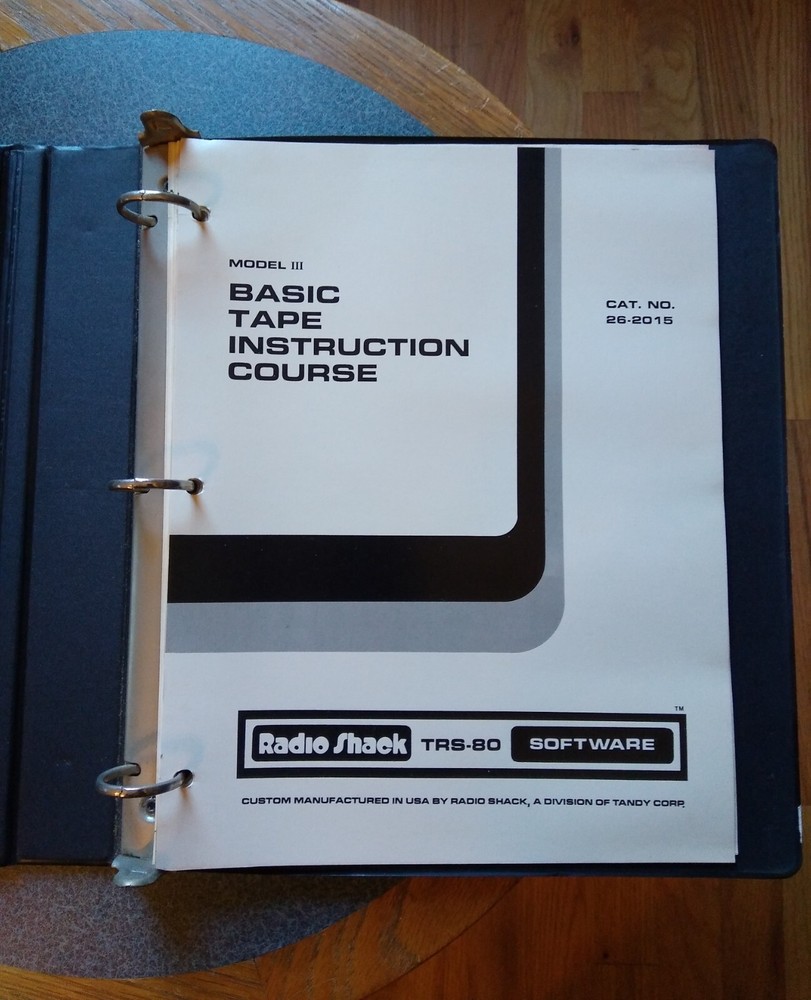 MODEL III
BASIC
TAPE
INSTRUCTION
COURSE
CAT. NO.
26-2015
TM
Radio Shack TRS-80 SOFTWARE
CUSTOM MANUFACTURED IN USA BY RADIO SHACK, A DIVISION OF TANDY CORP.